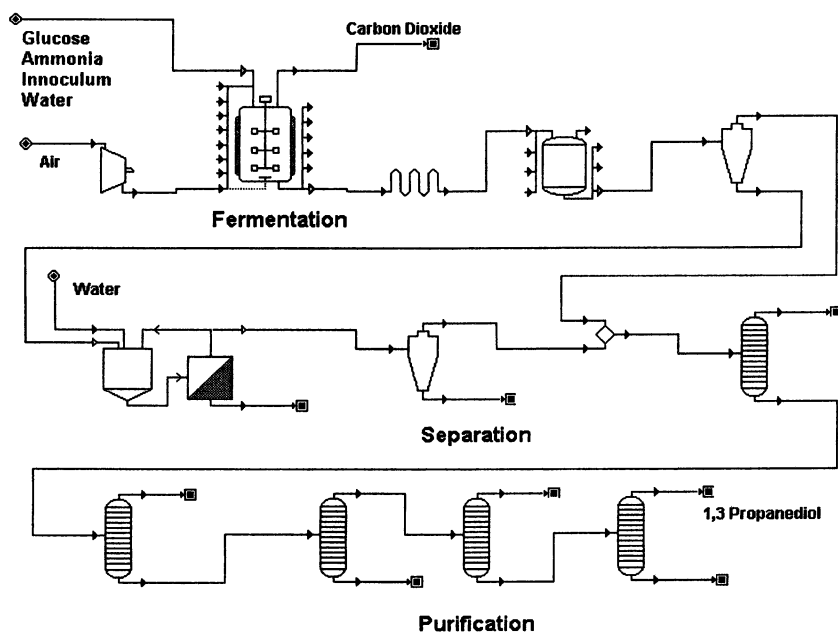 Glucose
Ammonia
Innoculum
Water
Carbon Dioxide
Air
Fermentation
Water
Separation
1,3 Propanediol
Purification